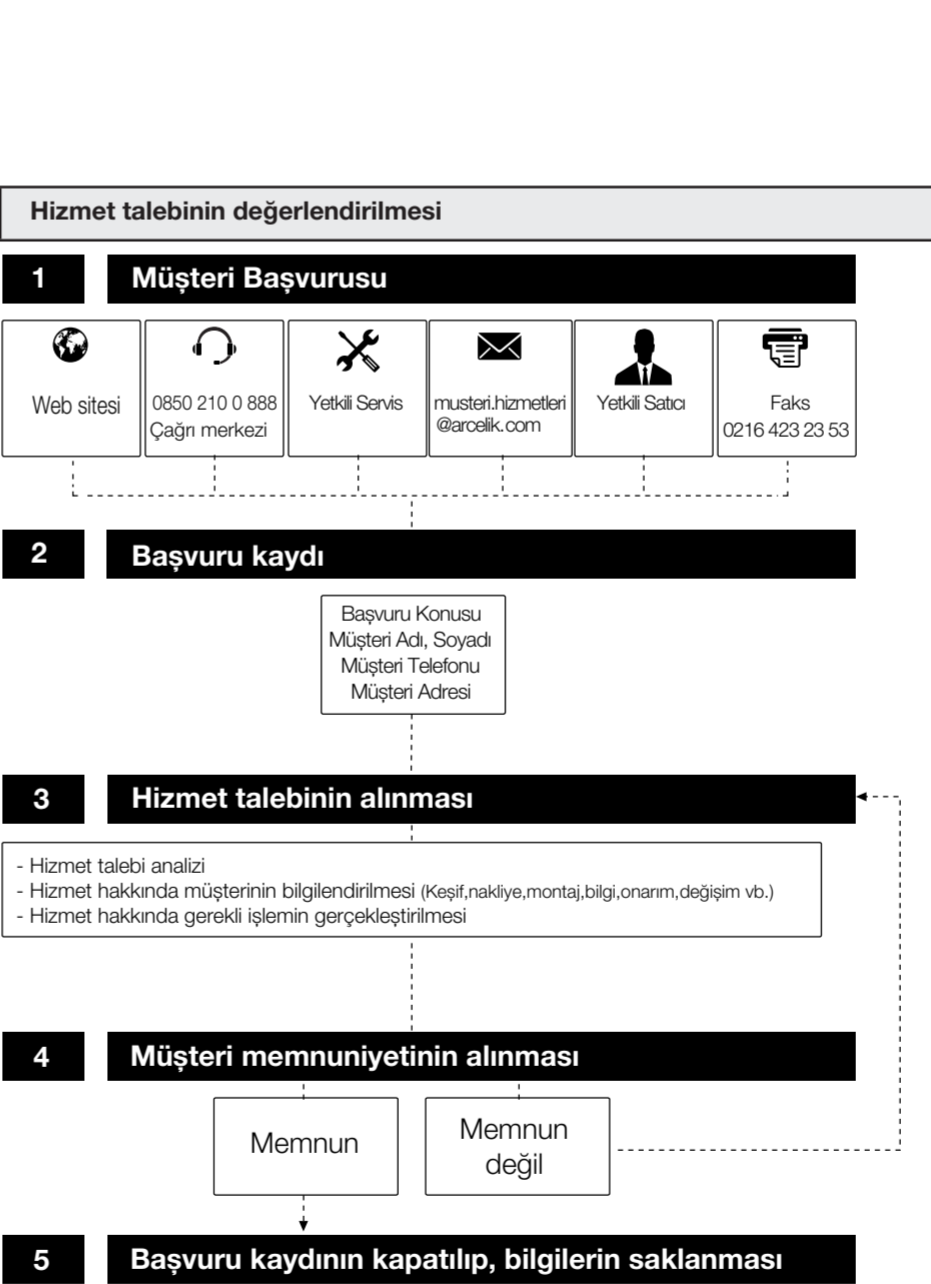 Hizmet talebinin değerlendirilmesi
1 Müşteri Başvurusu
Web sitesi
0850 210 0 888
Çağrı merkezi
Yetkili Servis
musteri.hizmetleri
@arcelik.com
Yetkili Satıcı
Faks
0216 423 23 53
2 Başvuru kaydı
Başvuru Konusu
Müşteri Adı, Soyadı
Müşteri Telefonu
Müşteri Adresi
3 Hizmet talebinin alınması
- Hizmet talebi analizi
- Hizmet hakkında müşterinin bilgilendirilmesi (Keşif,nakliye,montaj,bilgi,onarım,değişim vb.)
- Hizmet hakkında gerekli işlemin gerçekleştirilmesi
4 Müşteri memnuniyetinin alınması
Memnun
Memnun
değil
5 Başvuru kaydının kapatılıp, bilgilerin saklanması